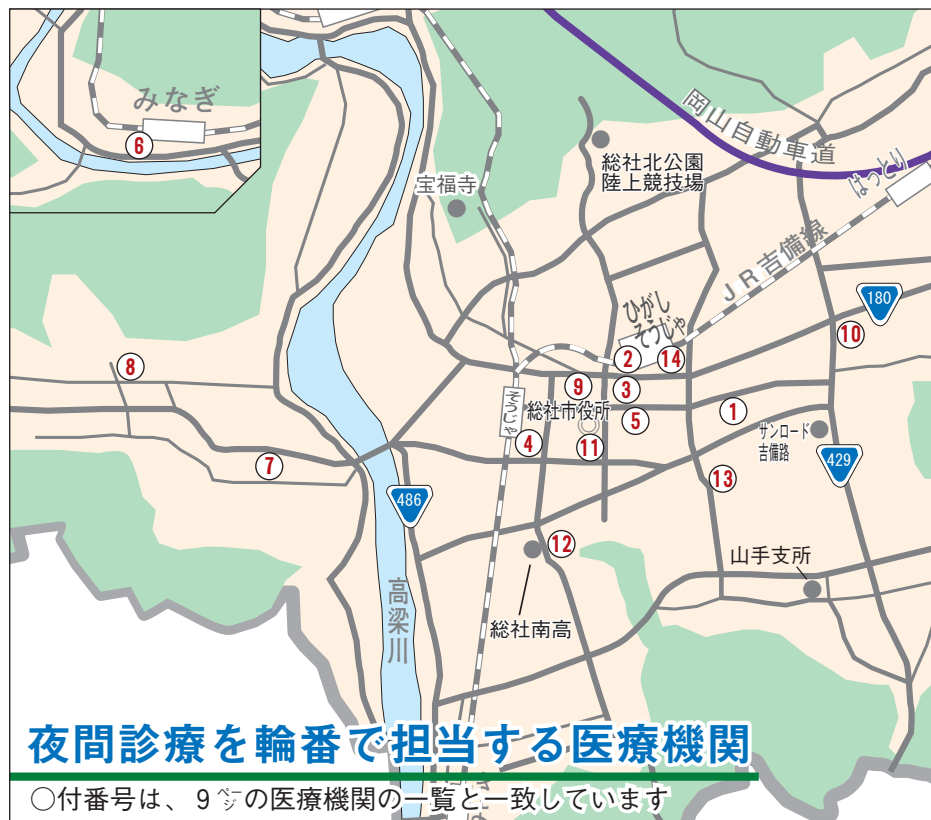 みなぎ
6
岡山自動車道
総社北公園
陸上競技場
はっとり
宝福寺
JR吉備線
180
ひがし
そうじゃ
10
2
14
8
9
3
そうじゃ
総社市役所
5
1
4
11
サンロード
吉備路
7
13
429
486
12
山手支所
高梁川
総社南高
夜間診療を輪番で担当する医療機関
○付番号は、9㌻の医療機関の一覧と一致しています